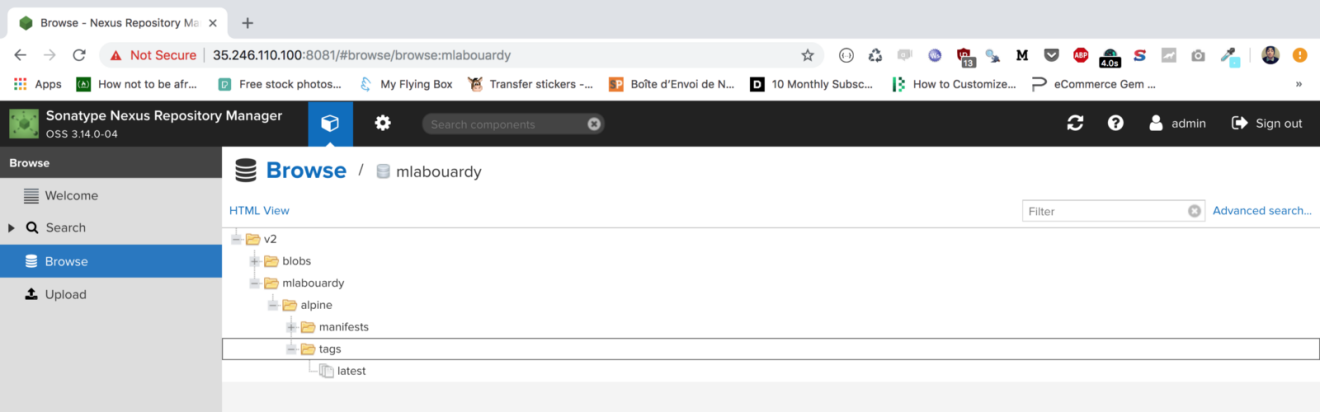 Browse - Nexus Repository Ma
Not Secure | 35.246.110.100:8081/#browse/browse:mlabouardy
13
M
ABP
4.0s
S
Apps
How not to be afr...
Free stock photos...
My Flying Box
Transfer stickers -...
SP Boîte d'Envoi de N...
D 10 Monthly Subsc...
How to Customize...
eCommerce Gem ...
»
Sonatype Nexus Repository Manager
OSS 3.14.0-04
Search components
admin
Sign out
Browse
Browse / mlabouardy
Welcome
Search
Browse
Upload
HTML View
Filter
Advanced search...
v2
blobs
mlabouardy
alpine
manifests
tags
latest